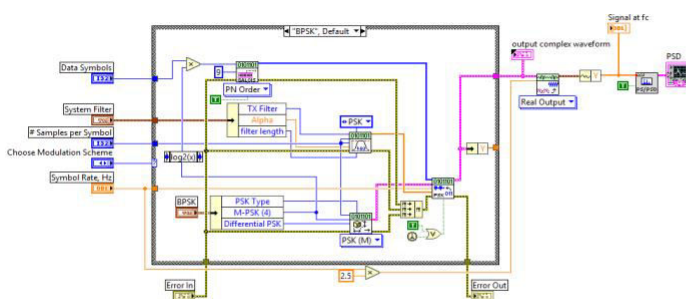 "BPSK", Default
Signal at fc
output complex waveform
PSD
Data Symbols
9
PN Order
Real Output
System Filter
TX Filter
Alpha
filter length
PSK
# Samples per Symbol
Choose Modulation Scheme
log2(x)
Symbol Rate, Hz
BPSK
PSK Type
M-PSK (4)
Differential PSK
PSK (M)
2.5
Error In
Error Out